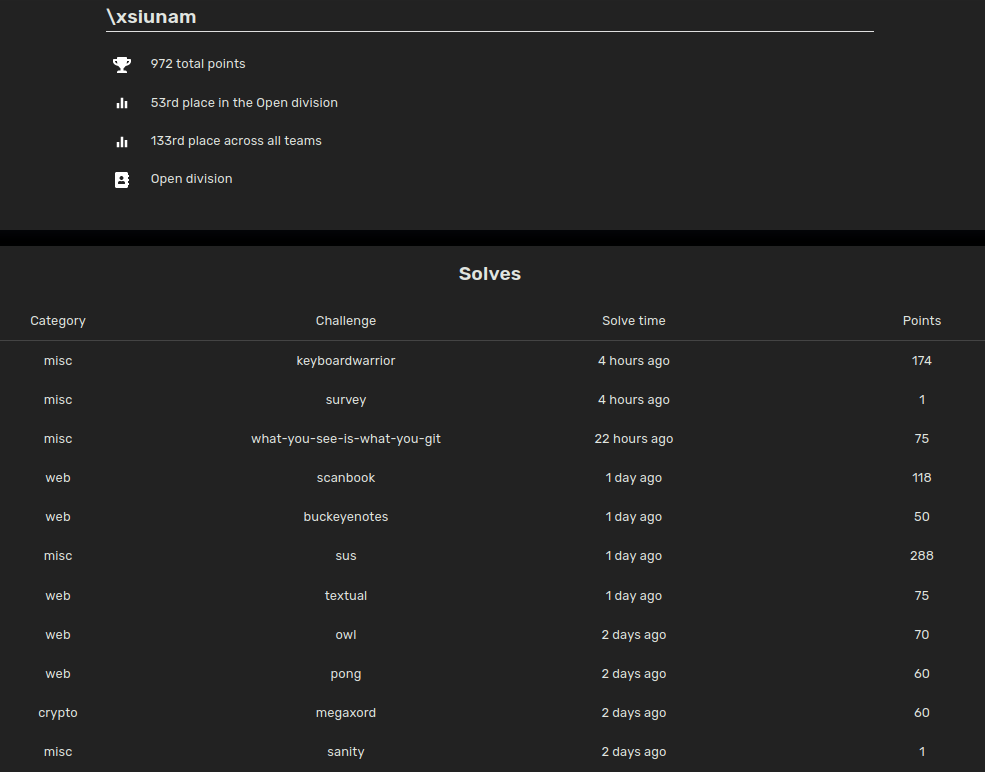 \xsiunam
972 total points
53rd place in the Open division
133rd place across all teams
Open division
Solves
Category Challenge Solve time Points
misc keyboardwarrior 4 hours ago 174
misc survey 4 hours ago 1
misc what-you-see-is-what-you-git 22 hours ago 75
web scanbook 1 day ago 118
web buckeyenotes 1 day ago 50
misc sus 1 day ago 288
web textual 1 day ago 75
web owl 2 days ago 70
web pong 2 days ago 60
crypto megaxord 2 days ago 60
misc sanity 2 days ago 1